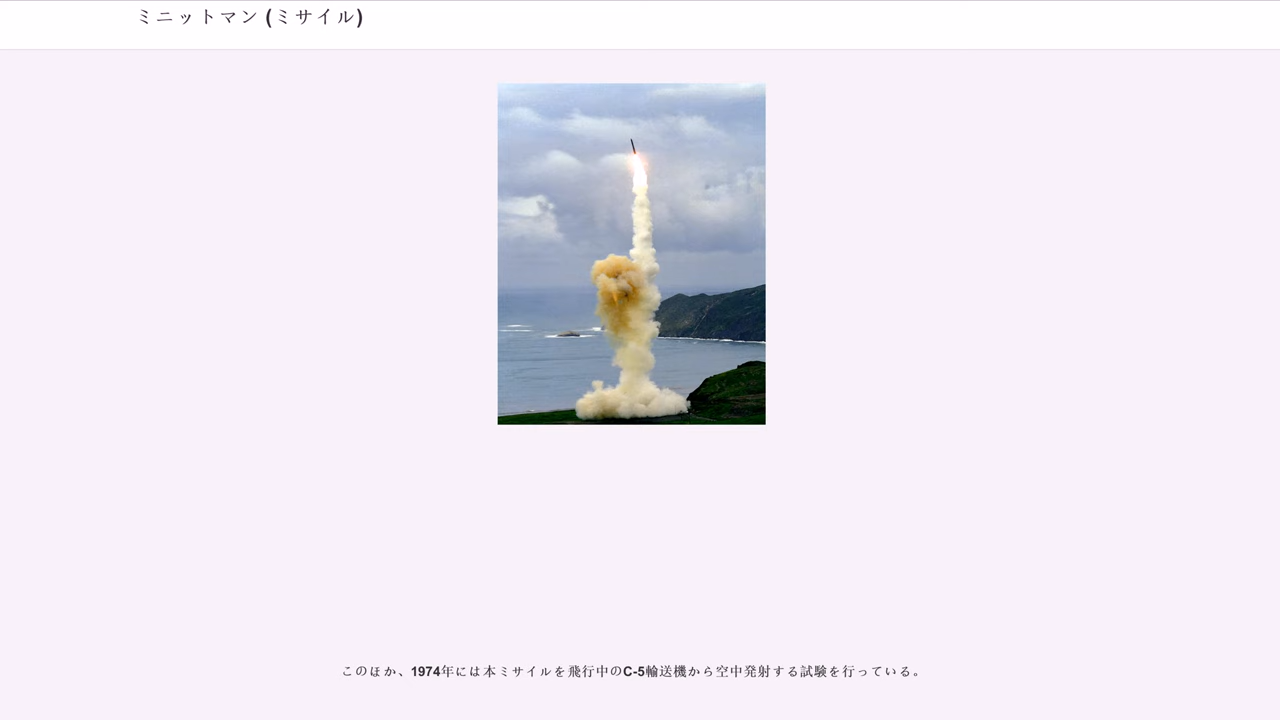 ミニットマン (ミサイル)
このほか、1974年には本ミサイルを飛行中のC-5輸送機から空中発射する試験を行っている。